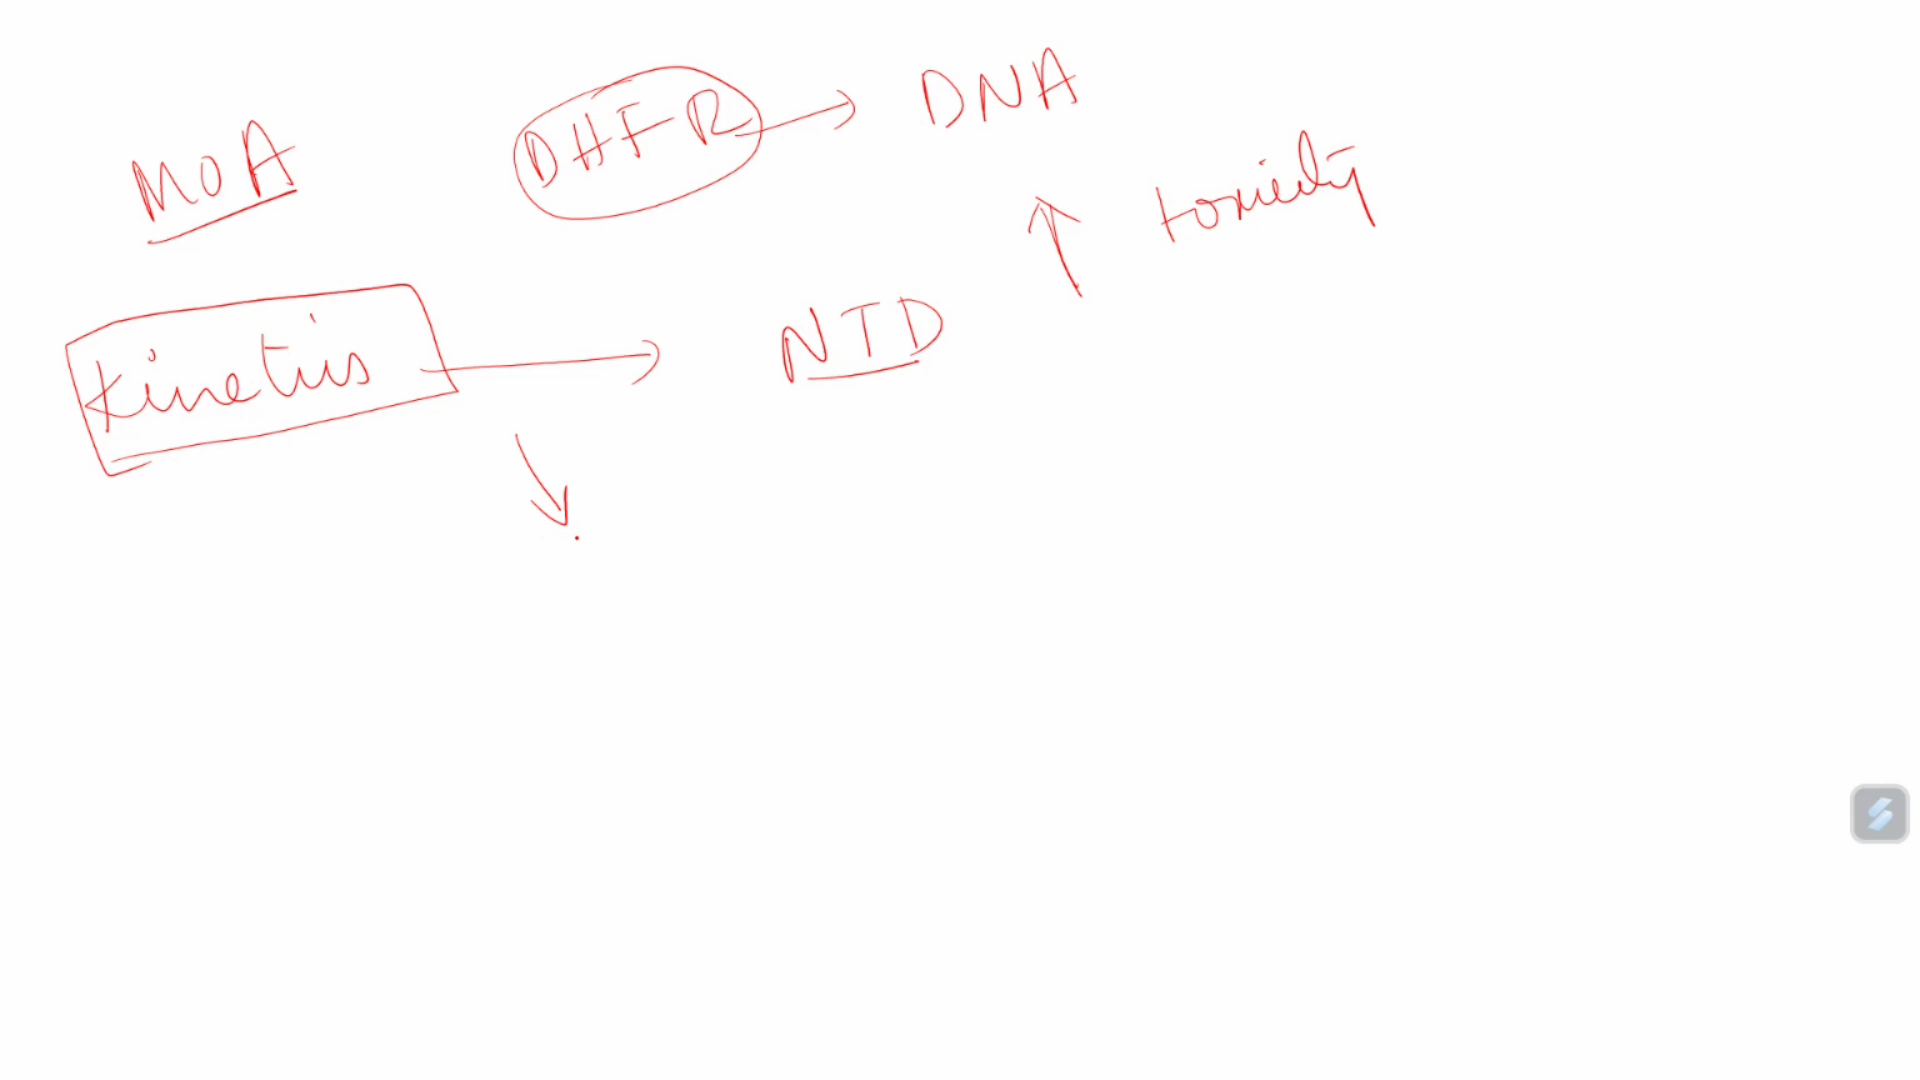 MOA DHFR → DNA
↑ toxicity
Kinetics → NTD
↓